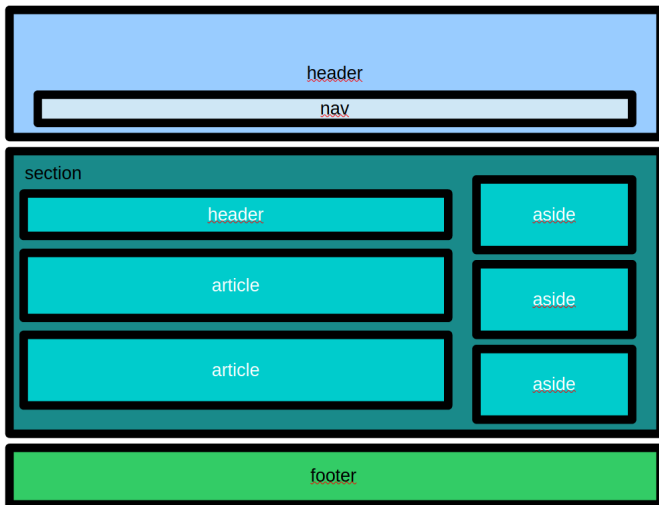 header
nav
section
header
article
article
aside
aside
aside
footer